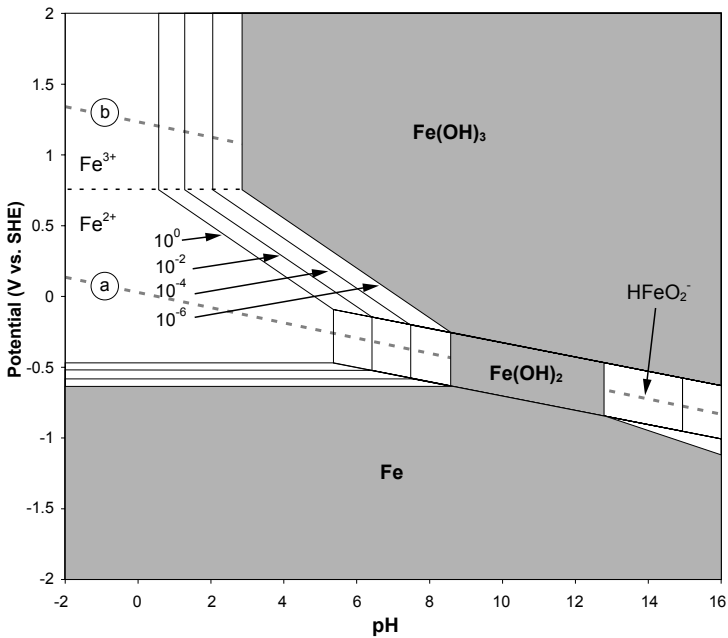 2
1.5
1
0.5
0
-0.5
-1
-1.5
-2
Potential (V vs. SHE)
b
Fe³⁺
Fe²⁺
10⁰
10⁻²
10⁻⁴
10⁻⁶
a
Fe(OH)₃
HFeO₂⁻
Fe(OH)₂
Fe
-2 0 2 4 6 8 10 12 14 16
pH